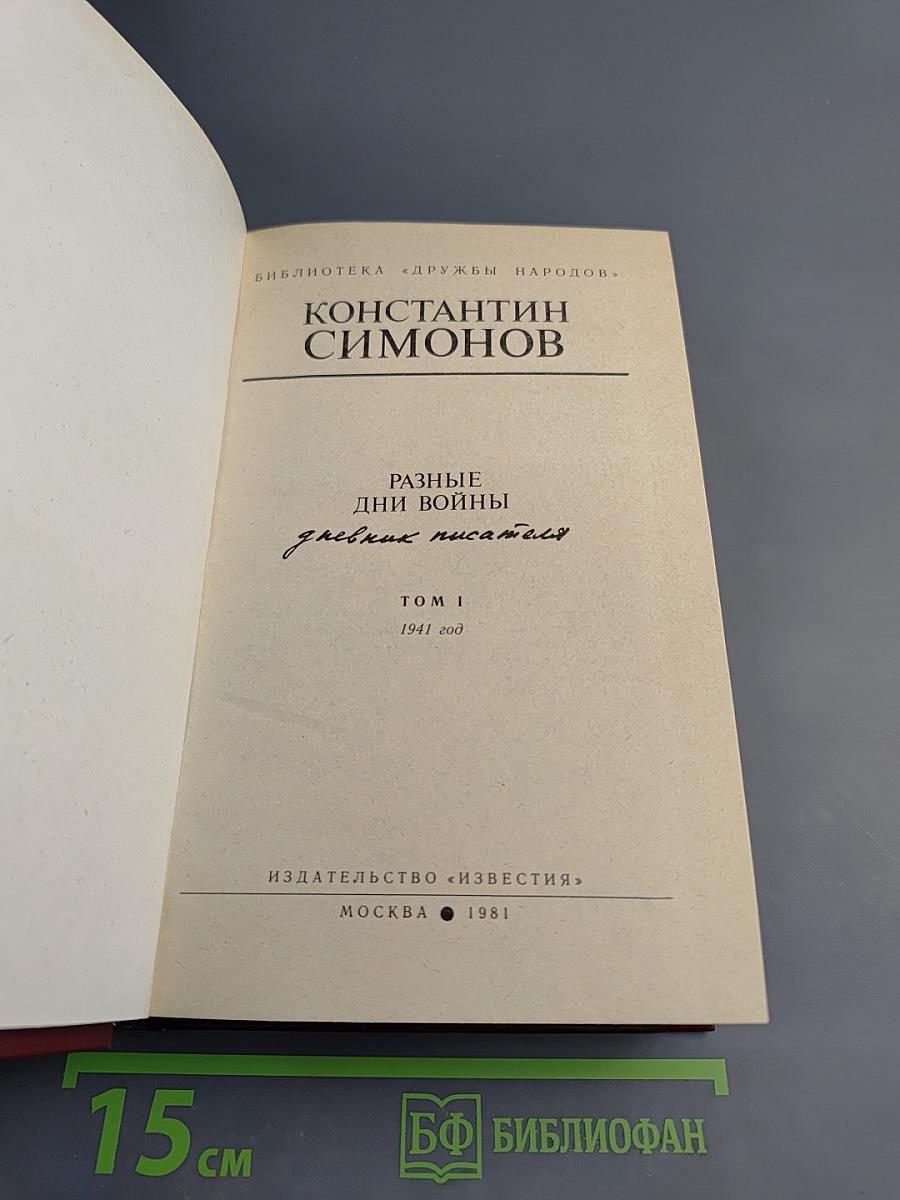 БИБЛИОТЕКА «ДРУЖБЫ НАРОДОВ»
КОНСТАНТИН
СИМОНОВ
РАЗНЫЕ
ДНИ ВОЙНЫ
дневник писателя
ТОМ I
1941 год
ИЗДАТЕЛЬСТВО «ИЗВЕСТИЯ»
МОСКВА ● 1981
15 см
БФ БИБЛИОФАН